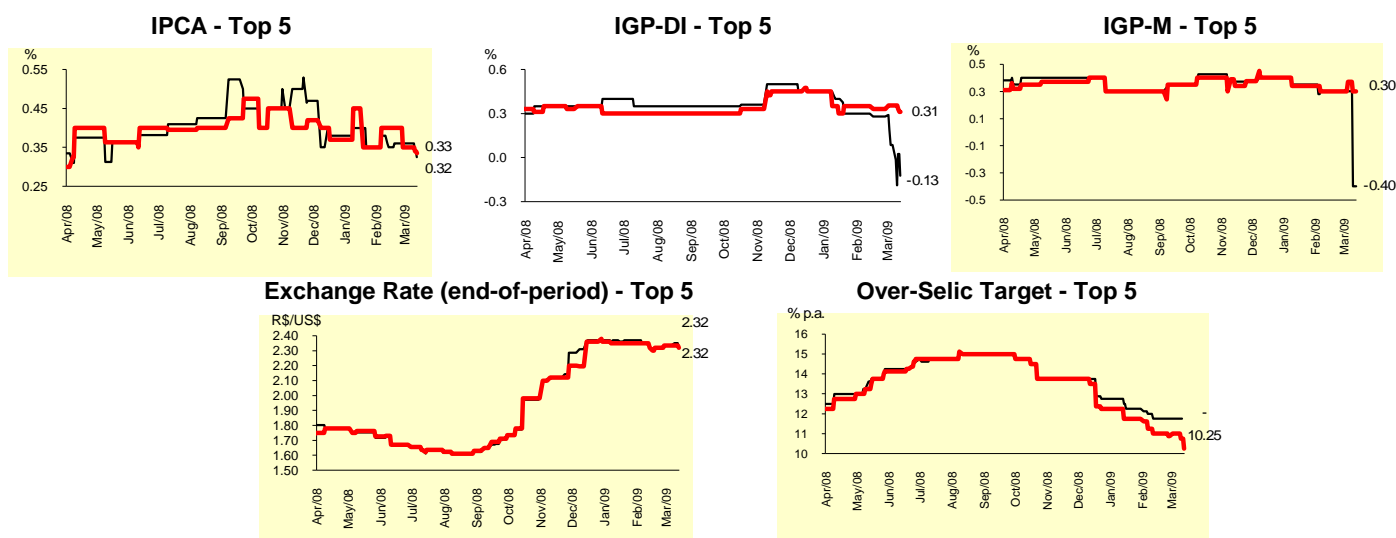 IPCA - Top 5
%
0.55
0.45
0.35
0.25
0.33
0.32
Apr/08
May/08
Jun/08
Jul/08
Aug/08
Sep/08
Oct/08
Nov/08
Dec/08
Jan/09
Feb/09
Mar/09
IGP-DI - Top 5
%
0.6
0.3
0.0
-0.3
0.31
-0.13
Apr/08
May/08
Jun/08
Jul/08
Aug/08
Sep/08
Oct/08
Nov/08
Dec/08
Jan/09
Feb/09
Mar/09
IGP-M - Top 5
%
0.5
0.3
0.1
-0.1
-0.3
-0.5
0.30
-0.40
Apr/08
May/08
Jun/08
Jul/08
Aug/08
Sep/08
Oct/08
Nov/08
Dec/08
Jan/09
Feb/09
Mar/09
Exchange Rate (end-of-period) - Top 5
R$/US$
2.40
2.30
2.20
2.10
2.00
1.90
1.80
1.70
1.60
1.50
2.32
2.32
Apr/08
May/08
Jun/08
Jul/08
Aug/08
Sep/08
Oct/08
Nov/08
Dec/08
Jan/09
Feb/09
Mar/09
Over-Selic Target - Top 5
% p.a.
16
15
14
13
12
11
10
-
10.25
Apr/08
May/08
Jun/08
Jul/08
Aug/08
Sep/08
Oct/08
Nov/08
Dec/08
Jan/09
Feb/09
Mar/09